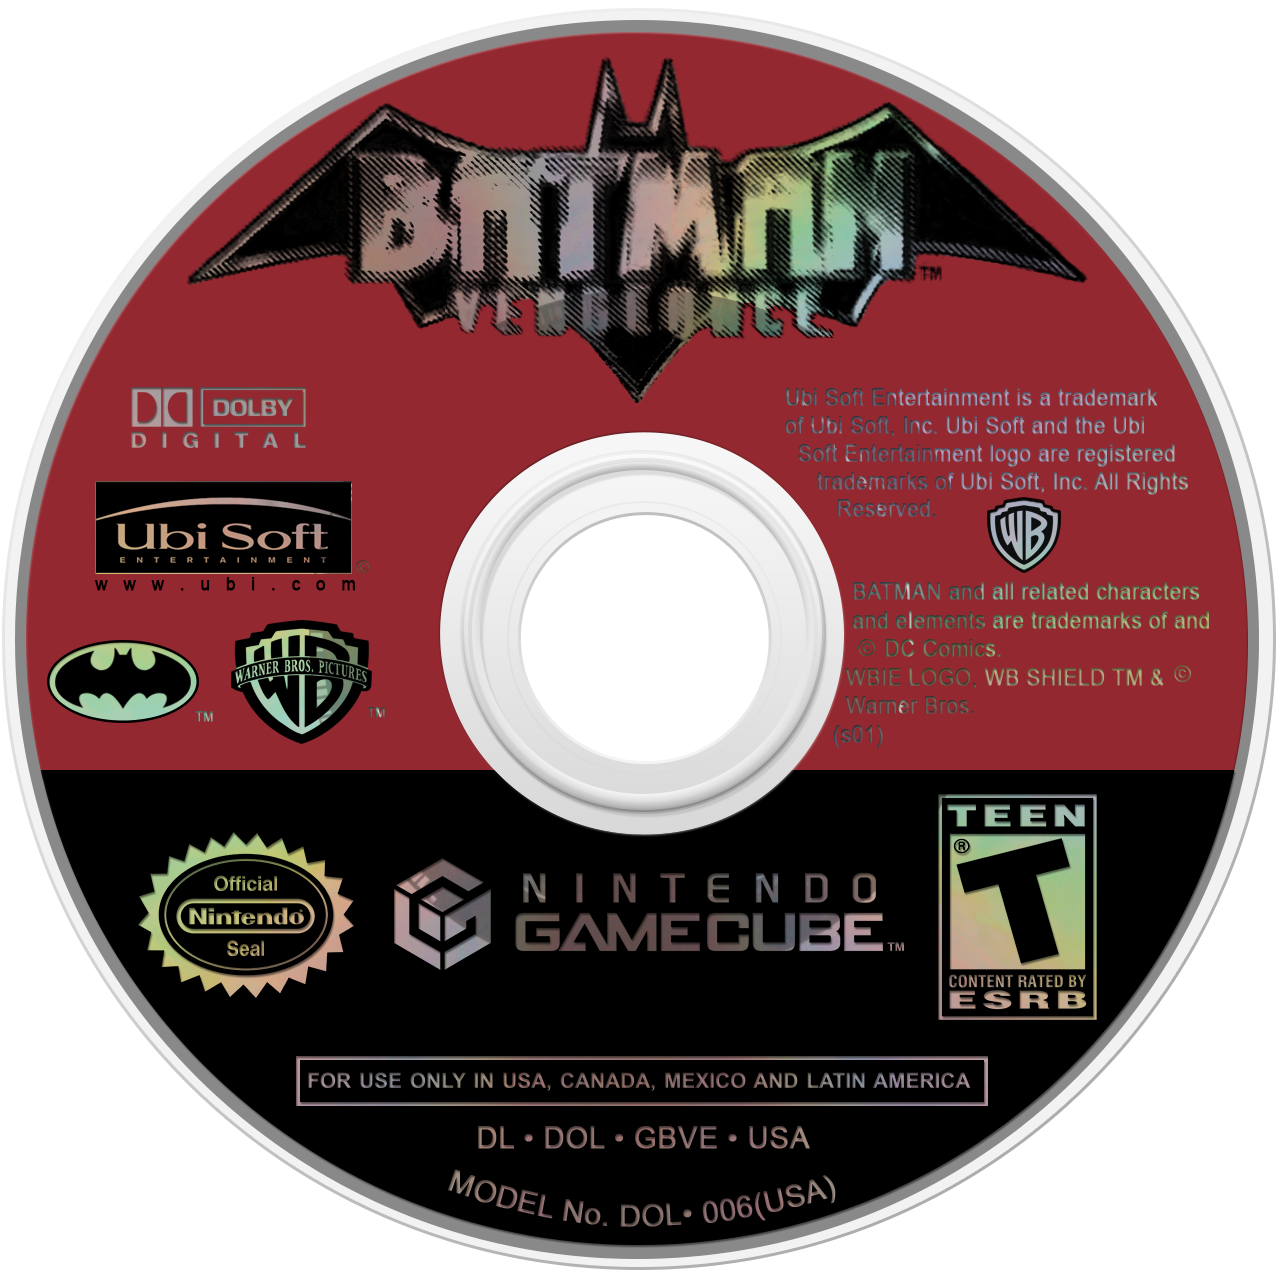 BATMAN™
VENGEANCE
DOLBY
DIGITAL
Ubi Soft Entertainment is a trademark
of Ubi Soft, Inc. Ubi Soft and the Ubi
Soft Entertainment logo are registered
trademarks of Ubi Soft, Inc. All Rights
Reserved.
WB
Ubi Soft
ENTERTAINMENT
©
www.ubi.com
TM
WARNER BROS. PICTURES
WB
TM
BATMAN and all related characters
and elements are trademarks of and
© DC Comics.
WBIE LOGO, WB SHIELD TM & ©
Warner Bros.
(s01)
Official
Nintendo®
Seal
NINTENDO
GAMECUBE™
TEEN
®
T
CONTENT RATED BY
ESRB
FOR USE ONLY IN USA, CANADA, MEXICO AND LATIN AMERICA
DL • DOL • GBVE • USA
MODEL No. DOL• 006(USA)